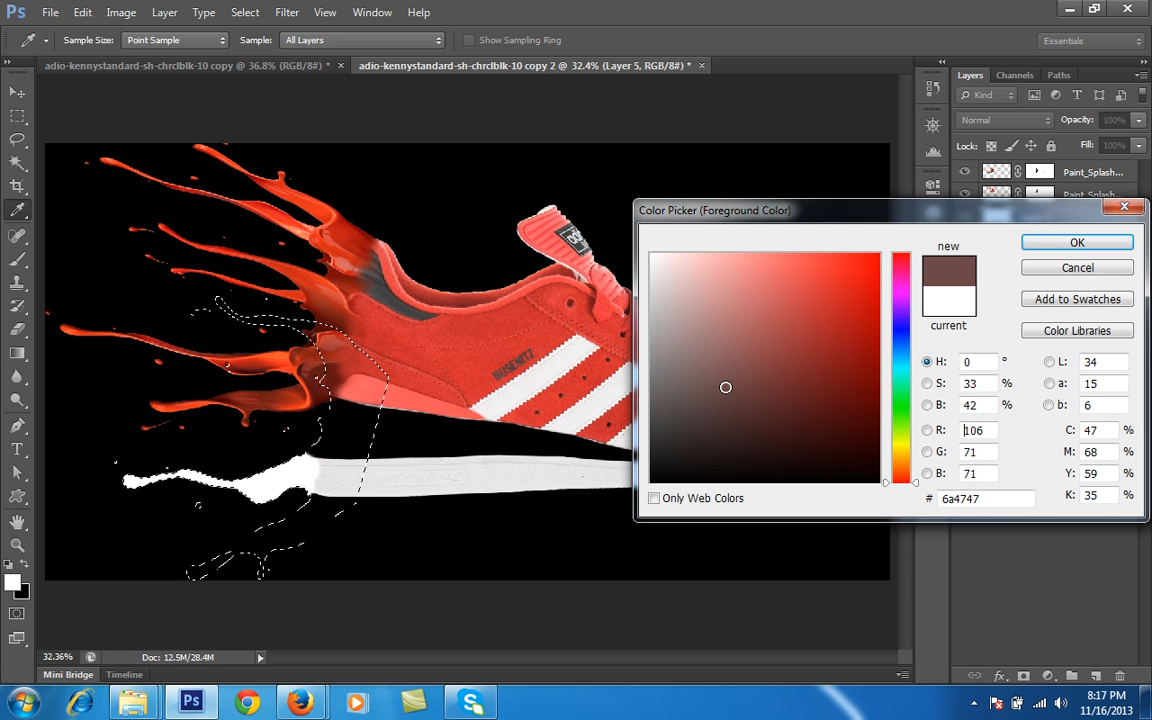 Ps File Edit Image Layer Type Select Filter View Window Help
Sample Size: Point Sample Sample: All Layers Show Sampling Ring Essentials
adio-kennystandard-sh-chrclblk-10 copy @ 36.8% (RGB/8#) * × adio-kennystandard-sh-chrclblk-10 copy 2 @ 32.4% (Layer 5, RGB/8#) * ×
Layers Channels Paths
Kind
Normal Opacity: 100%
Lock: Fill: 100%
Paint_Splash...
Paint_Splash...
Color Picker (Foreground Color)
new
current
OK
Cancel
Add to Swatches
Color Libraries
H: 0 ° L: 34
S: 33 % a: 15
B: 42 % b: 6
R: 106 C: 47 %
G: 71 M: 68 %
B: 71 Y: 59 %
# 6a4747 K: 35 %
Only Web Colors
BUSENITZ
32.36% Doc: 12.5M/28.4M
Mini Bridge Timeline
Ps
8:17 PM
11/16/2013